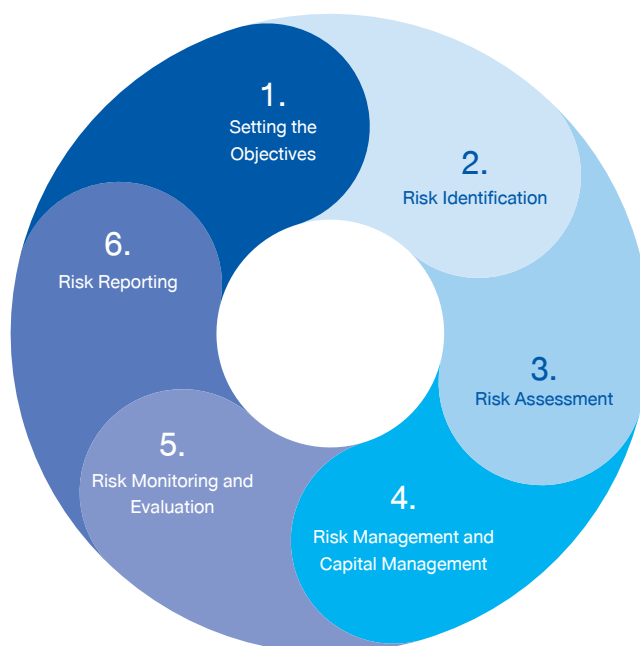 1.
Setting the
Objectives
2.
Risk Identification
3.
Risk Assessment
4.
Risk Management and
Capital Management
5.
Risk Monitoring and
Evaluation
6.
Risk Reporting